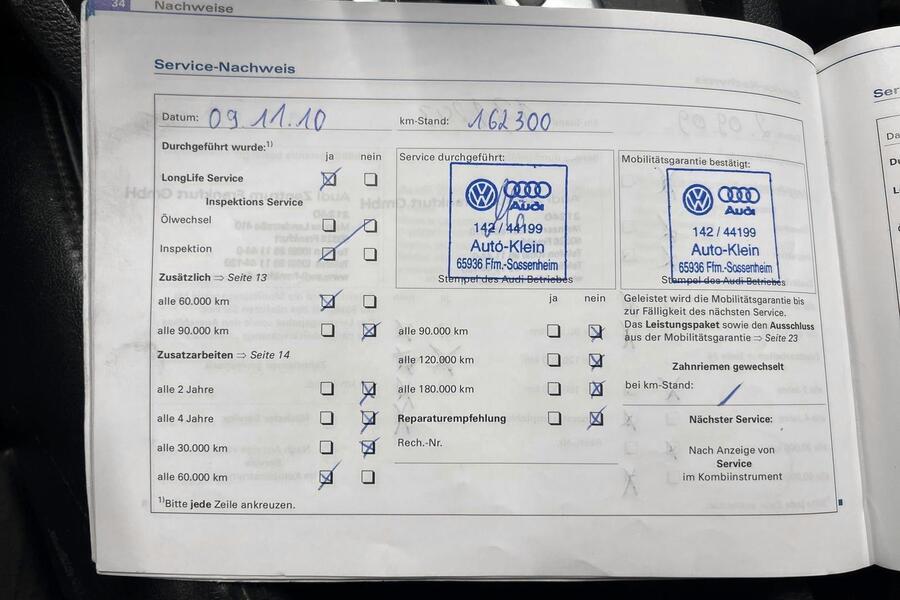 34 Nachweise
Service-Nachweis
Datum: 09.11.10 km-Stand: 162300
Durchgeführt wurde:1)
ja nein
LongLife Service
Inspektions Service
Ölwechsel
Inspektion
Zusätzlich ⇒ Seite 13
alle 60.000 km
alle 90.000 km
Zusatzarbeiten ⇒ Seite 14
alle 2 Jahre
alle 4 Jahre
alle 30.000 km
alle 60.000 km
1)Bitte jede Zeile ankreuzen.
Service durchgeführt:
Audi
142 / 44199
Auto-Klein
65936 Ffm.-Sossenheim
Stempel des Audi Betriebes
ja nein
alle 90.000 km
alle 120.000 km
alle 180.000 km
Reparaturempfehlung
Rech.-Nr.
Mobilitätsgarantie bestätigt:
Audi
142 / 44199
Auto-Klein
65936 Ffm.-Sossenheim
Stempel des Audi Betriebes
Geleistet wird die Mobilitätsgarantie bis
zur Fälligkeit des nächsten Service.
Das Leistungspaket sowie den Ausschluss
aus der Mobilitätsgarantie ⇒ Seite 23
Zahnriemen gewechselt
bei km-Stand:
Nächster Service:
Nach Anzeige von
Service
im Kombiinstrument